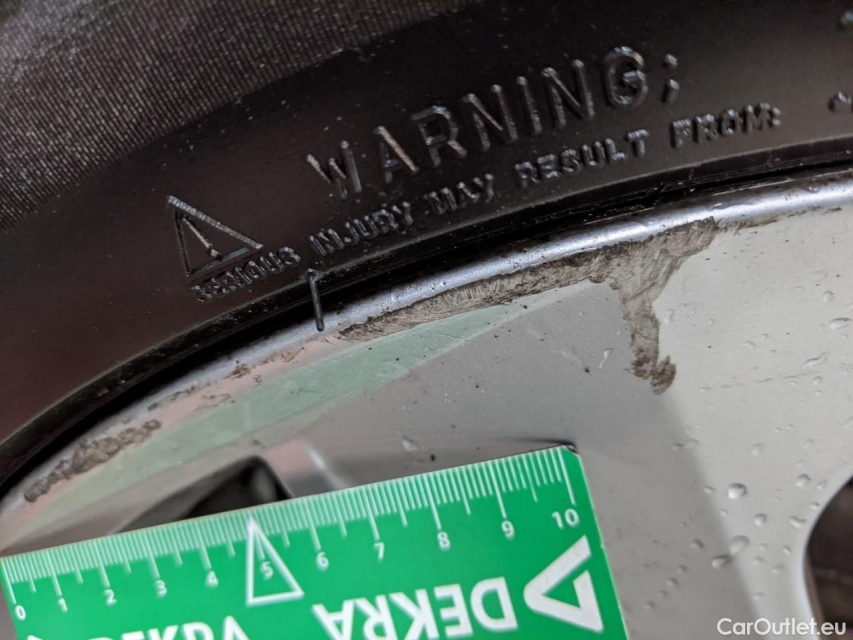 WARNING:
SERIOUS INJURY MAY RESULT FROM:
0 1 2 3 4 5 6 7 8 9 10
DEKRA DEKRA
CarOutlet.eu